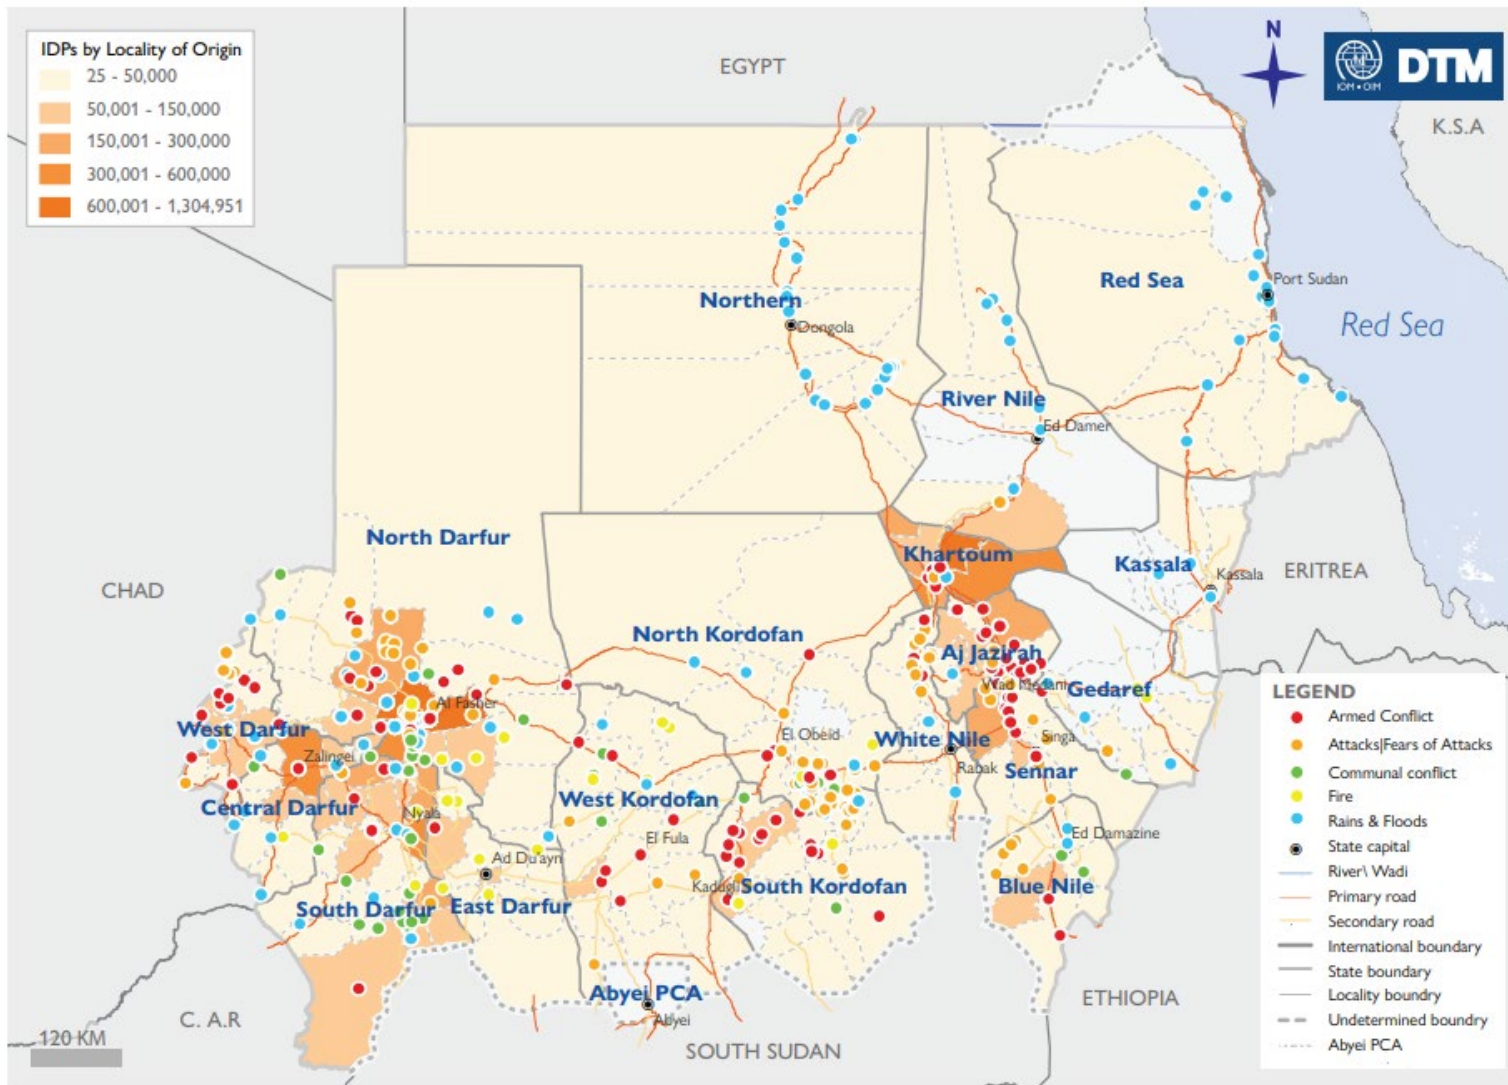 IDPs by Locality of Origin
25 - 50,000
50,001 - 150,000
150,001 - 300,000
300,001 - 600,000
600,001 - 1,304,951
EGYPT
N
IOM • OIM
DTM
K.S.A
Red Sea
Port Sudan
Red Sea
Northern
Dongola
River Nile
Ed Damer
North Darfur
CHAD
Khartoum
Kassala
Kassala
ERITREA
North Kordofan
Aj Jazirah
Wad Medani
Gedaref
Al Fasher
West Darfur
Zalingei
El Obeid
White Nile
Rabak
Singa
Sennar
Central Darfur
Nyala
West Kordofan
El Fula
Ed Damazine
Ad Du'ayn
Kadugli
South Kordofan
Blue Nile
South Darfur
East Darfur
Abyei PCA
Abyei
ETHIOPIA
C. A.R
SOUTH SUDAN
120 KM
LEGEND
Armed Conflict
Attacks|Fears of Attacks
Communal conflict
Fire
Rains & Floods
State capital
River\ Wadi
Primary road
Secondary road
International boundary
State boundary
Locality boundry
Undetermined boundry
Abyei PCA